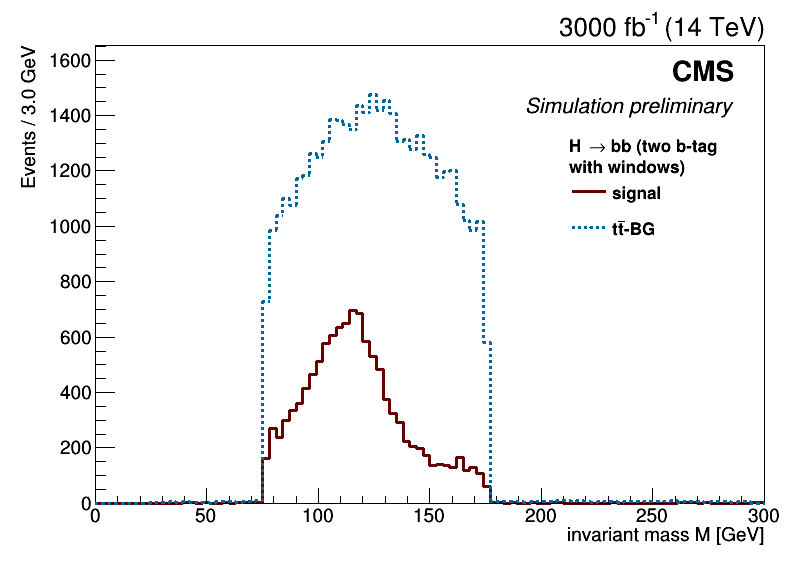 3000 fb⁻¹ (14 TeV)
CMS
Simulation preliminary
H → bb (two b-tag
with windows)
signal
tt̄-BG
Events / 3.0 GeV
1600
1400
1200
1000
800
600
400
200
0
0 50 100 150 200 250 300
invariant mass M [GeV]